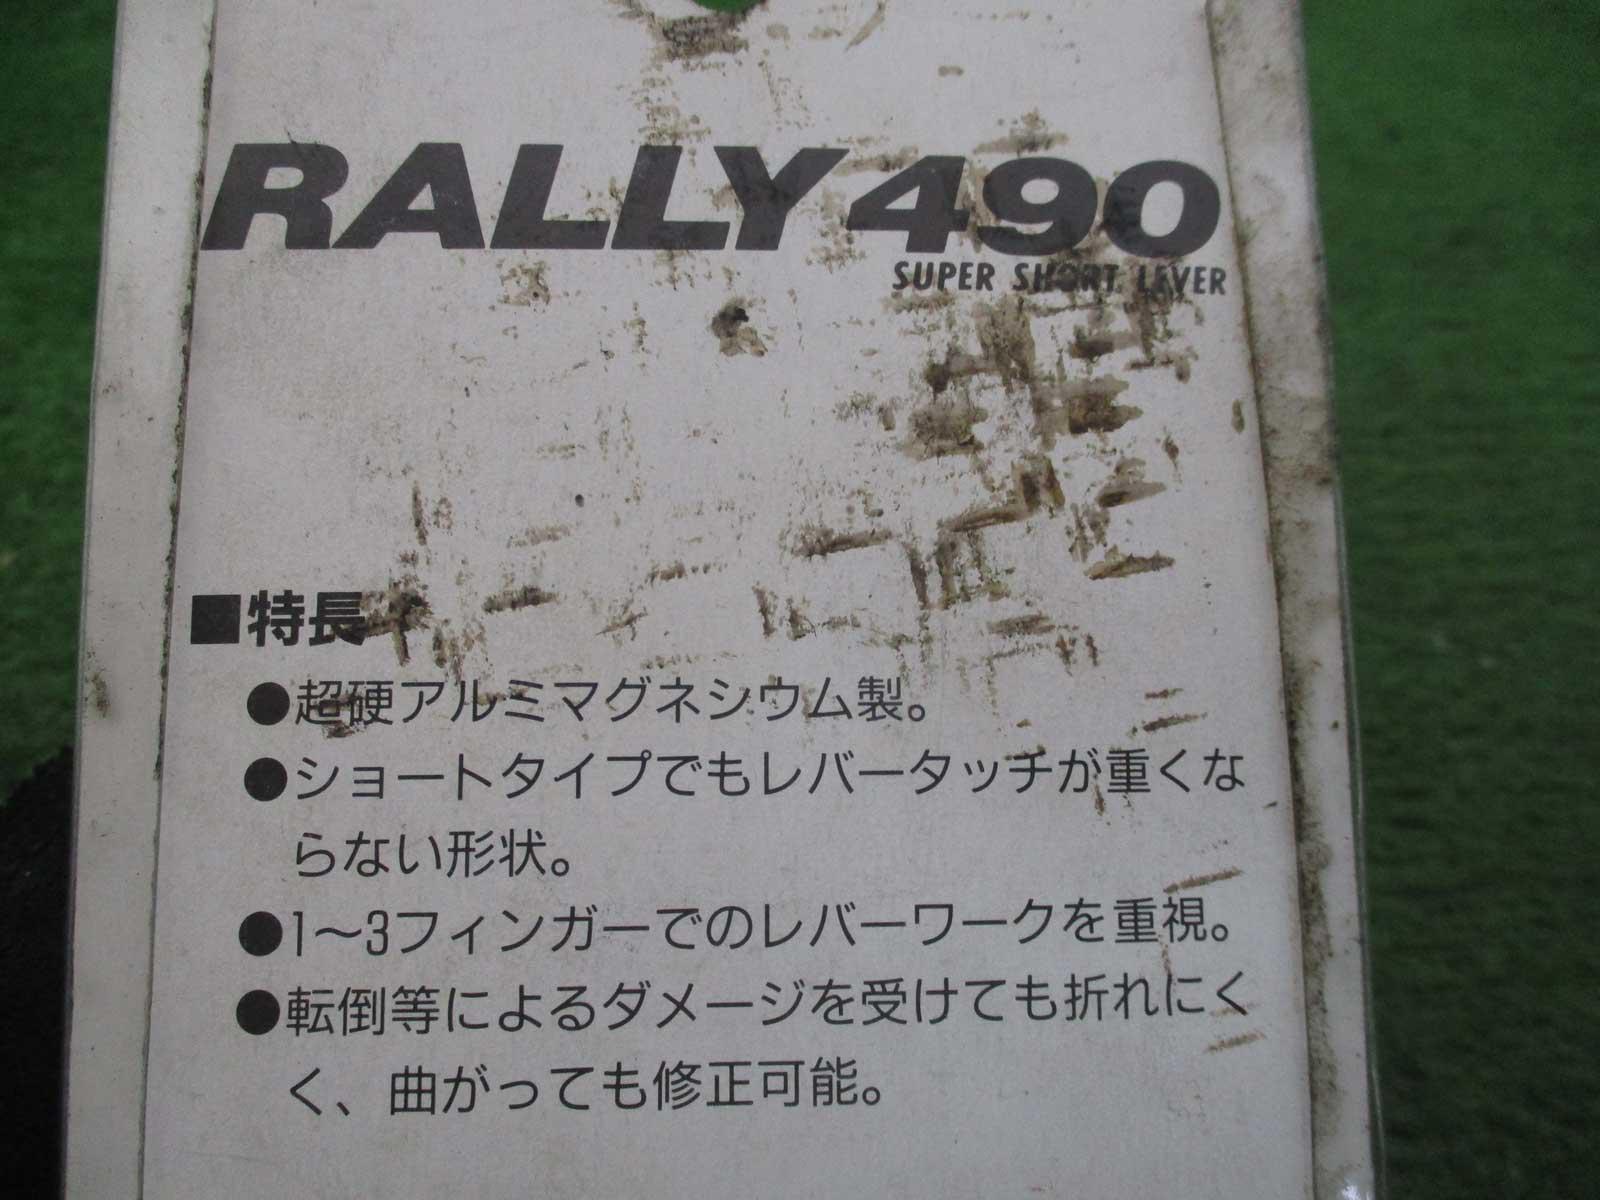 RALLY490
SUPER SHORT LEVER
■特長
●超硬アルミマグネシウム製。
●ショートタイプでもレバータッチが重くな
らない形状。
●1～3フィンガーでのレバーワークを重視。
●転倒等によるダメージを受けても折れにく
く、曲がっても修正可能。